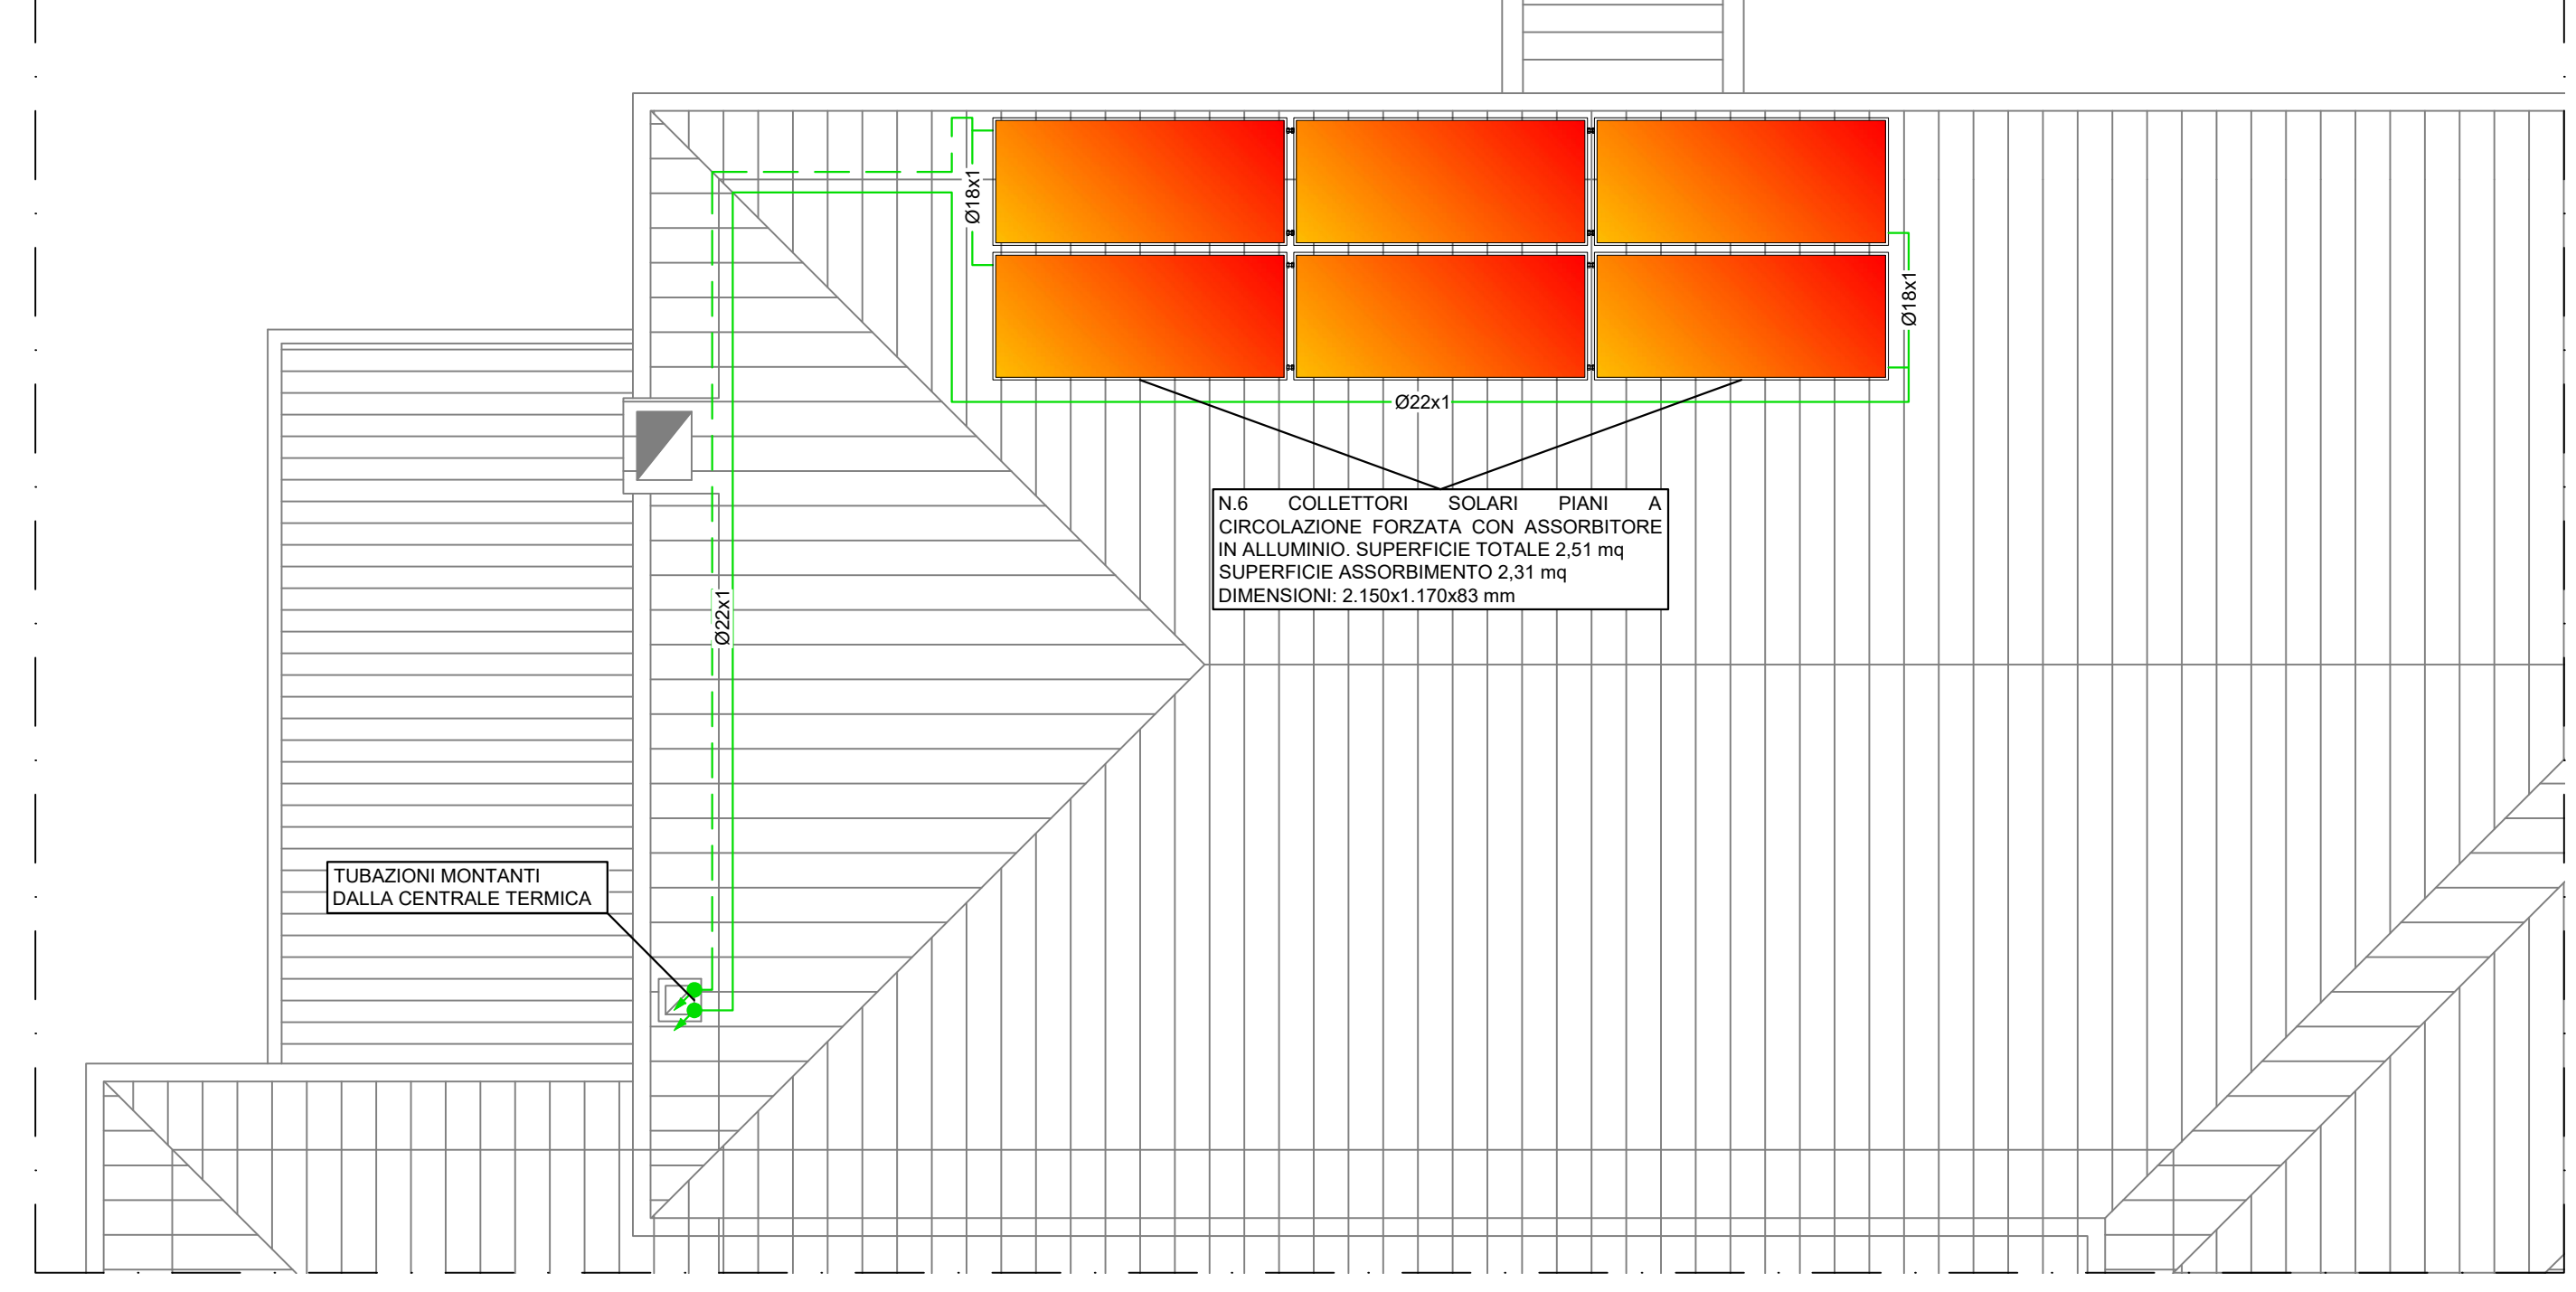 Ø18x1
Ø18x1
Ø22x1
N.6 COLLETTORI SOLARI PIANI A
CIRCOLAZIONE FORZATA CON ASSORBITORE
IN ALLUMINIO. SUPERFICIE TOTALE 2,51 mq
SUPERFICIE ASSORBIMENTO 2,31 mq
DIMENSIONI: 2.150x1.170x83 mm
Ø22x1
TUBAZIONI MONTANTI
DALLA CENTRALE TERMICA